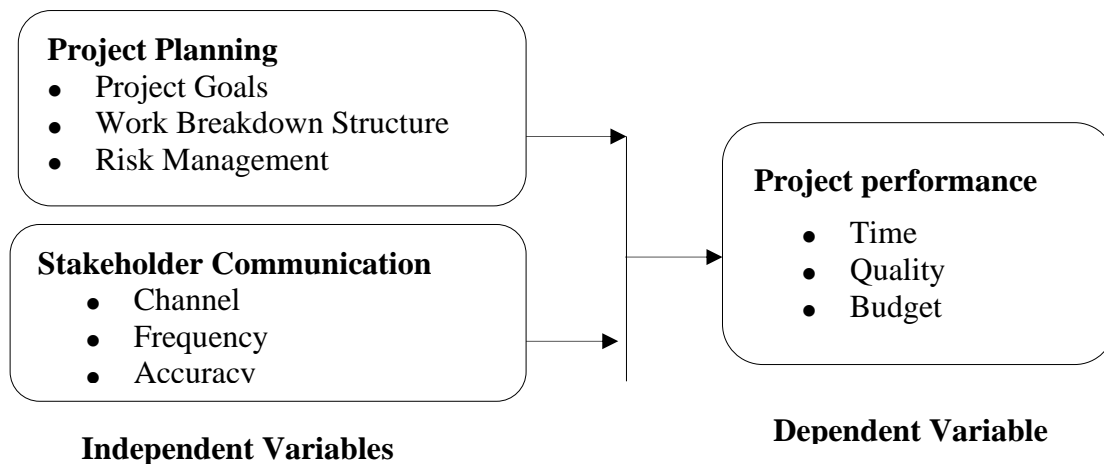 Project Planning
● Project Goals
● Work Breakdown Structure
● Risk Management
Stakeholder Communication
● Channel
● Frequency
● Accuracy
Independent Variables
Project performance
● Time
● Quality
● Budget
Dependent Variable